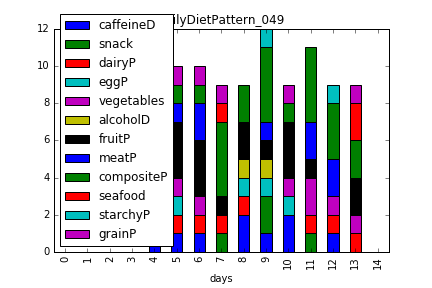 ilyDietPattern_049
caffeineD
snack
dairyP
eggP
vegetables
alcoholD
fruitP
meatP
compositeP
seafood
starchyP
grainP
12
10
8
6
4
2
0
0 1 2 3 4 5 6 7 8 9 10 11 12 13 14
days